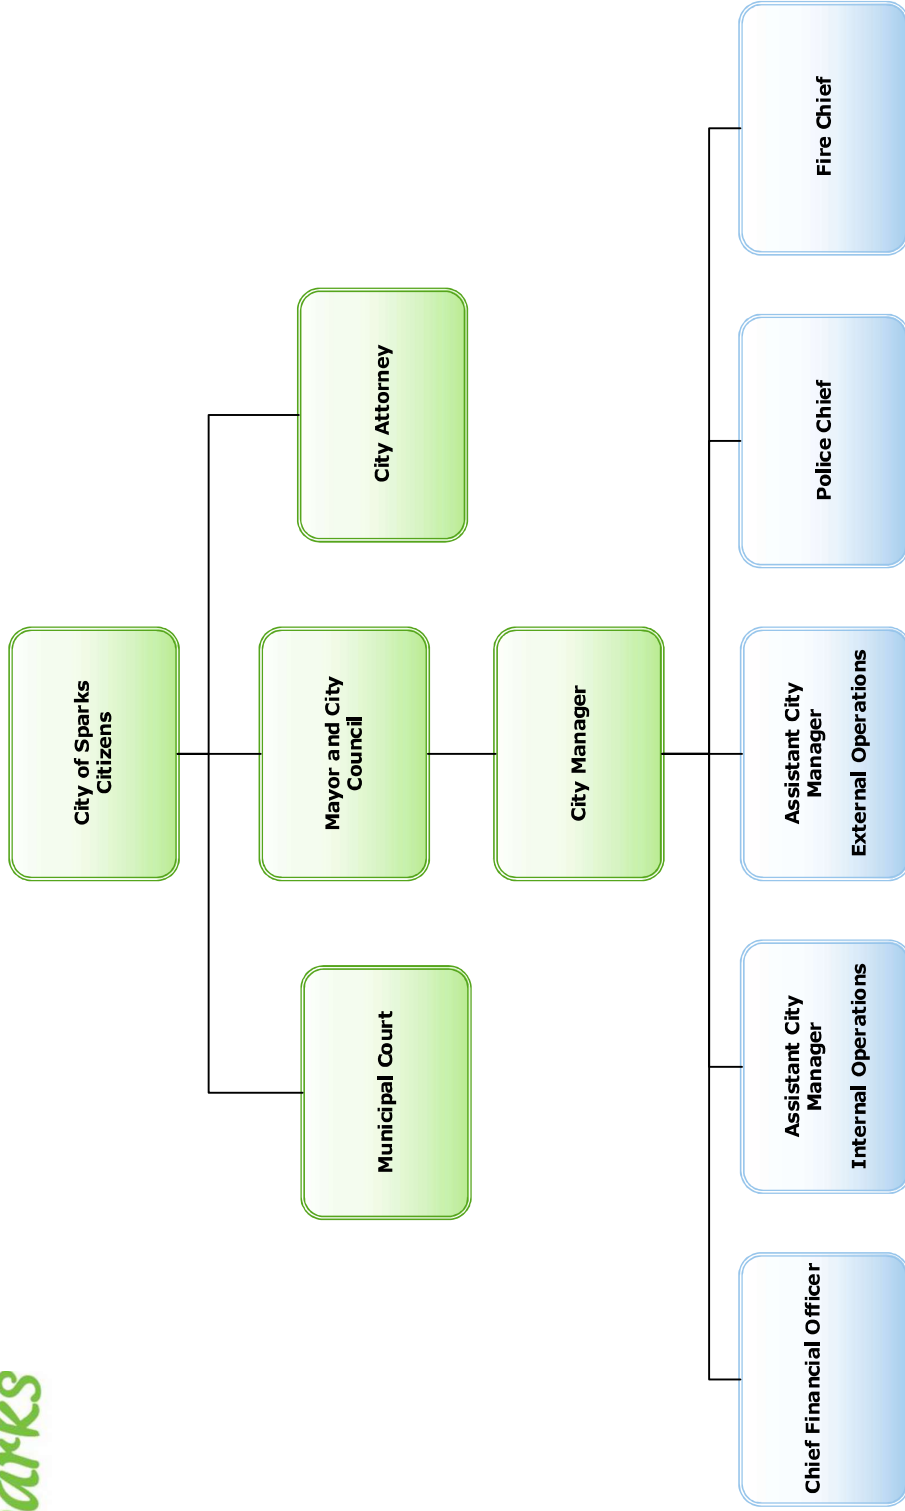 arks
City of Sparks
Citizens
Municipal Court
Mayor and City
Council
City Attorney
City Manager
Chief Financial Officer
Assistant City
Manager
Internal Operations
Assistant City
Manager
External Operations
Police Chief
Fire Chief